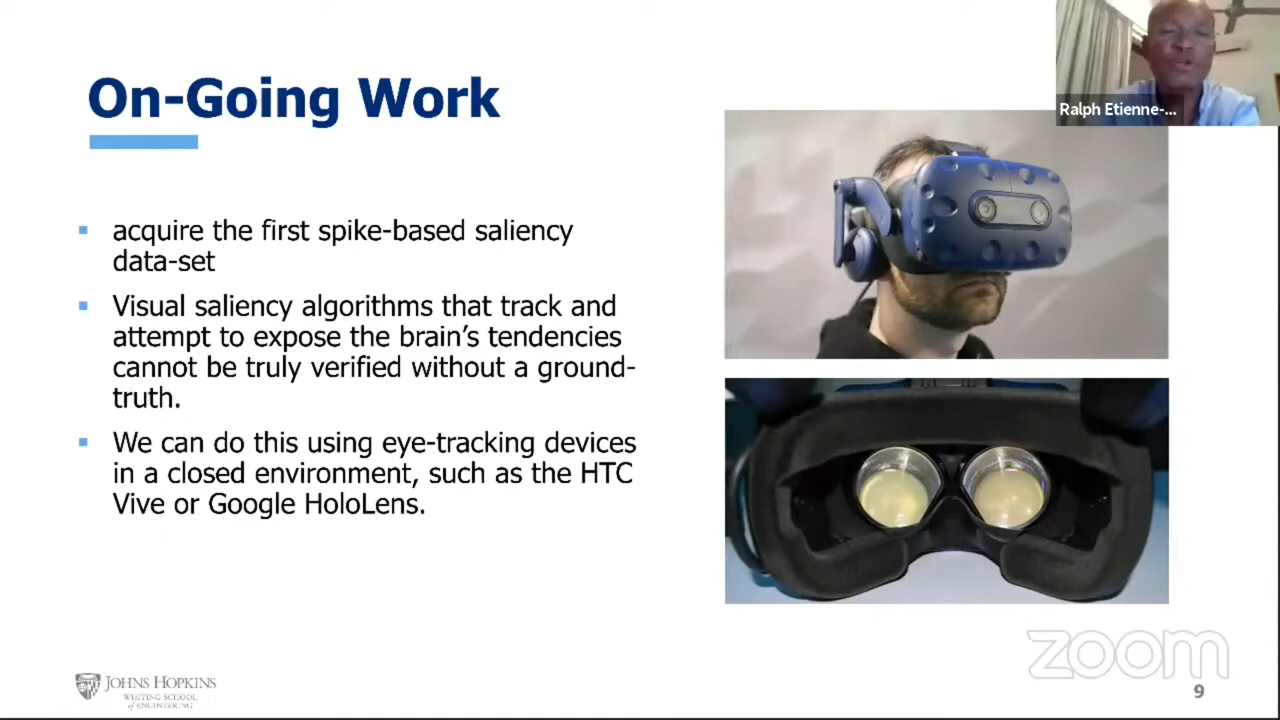 Ralph Etienne-...
On-Going Work
acquire the first spike-based saliency
data-set
Visual saliency algorithms that track and
attempt to expose the brain’s tendencies
cannot be truly verified without a ground-
truth.
We can do this using eye-tracking devices
in a closed environment, such as the HTC
Vive or Google HoloLens.
zoom
JOHNS HOPKINS
WHITING SCHOOL
of ENGINEERING
9